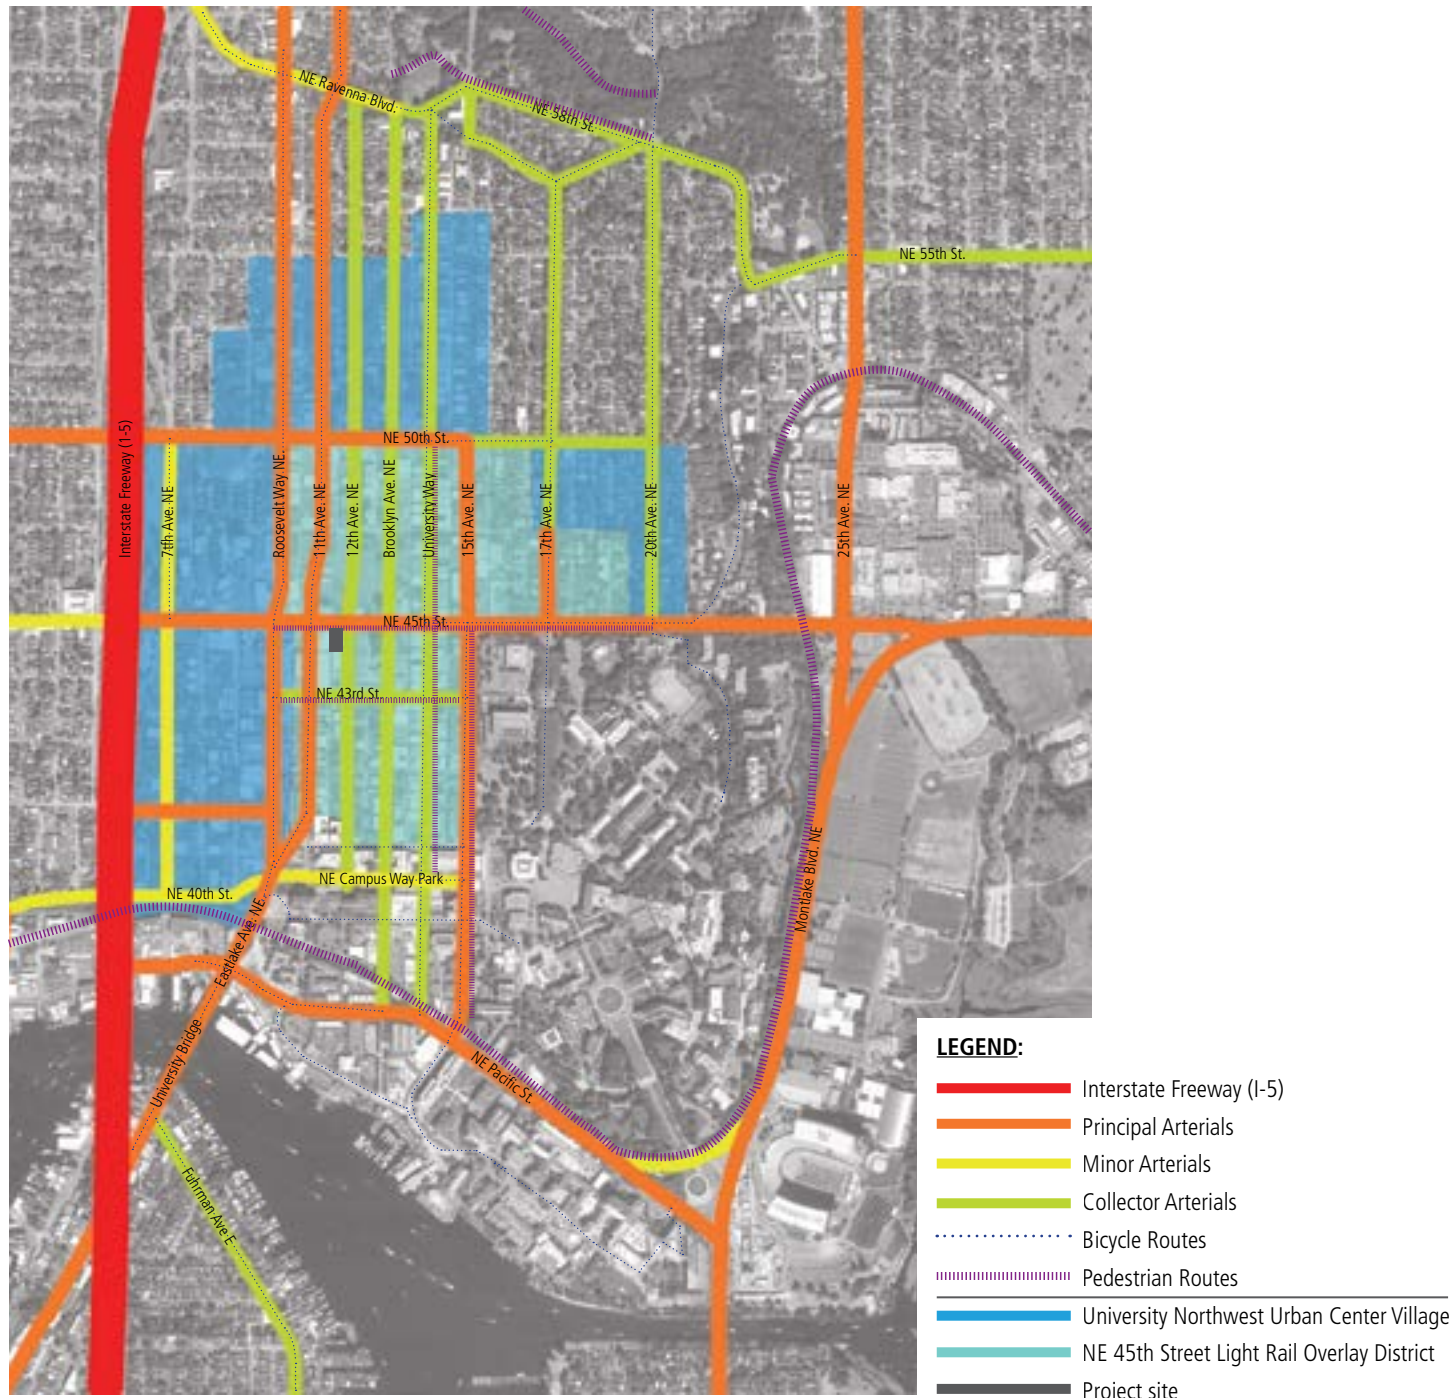 NE Ravenna Blvd.
NE 58th St.
NE 55th St.
Interstate Freeway (1-5)
NE 50th St.
7tfh Ave. NE
Roosevelt Way NE.
11th Ave. NE
12th Ave. NE
Brooklyn Ave. NE
University Way
15th Ave. NE
17th Ave. NE
20th Ave. NE
25th Ave. NE
NE 45th St.
NE 43rd St.
NE Campus Way Park
NE 40th St.
Eastlake Ave. NE.
Montlake Blvd. NE
University Bridge
NE Pacific St.
Fuhrman Ave E
LEGEND:
Interstate Freeway (I-5)
Principal Arterials
Minor Arterials
Collector Arterials
Bicycle Routes
Pedestrian Routes
University Northwest Urban Center Village
NE 45th Street Light Rail Overlay District
Project site